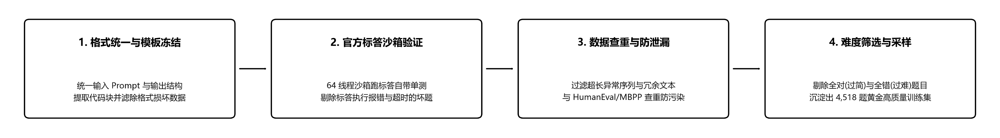 1. 格式统一与模板冻结
统一输入 Prompt 与输出结构
提取代码块并滤除格式损坏数据
2. 官方标答沙箱验证
64 线程沙箱跑标答自带单测
剔除标答执行报错与超时的坏题
3. 数据查重与防泄漏
过滤超长异常序列与冗余文本
与 HumanEval/MBPP 查重防污染
4. 难度筛选与采样
剔除全对(过简)与全错(过难)题目
沉淀出 4,518 题黄金高质量训练集